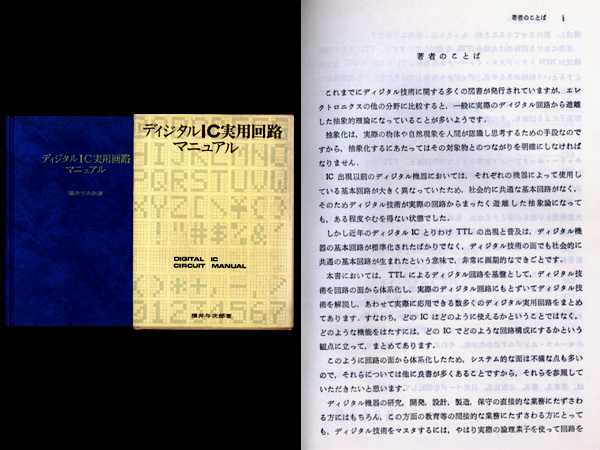 ディジタルIC実用回路
マニュアル
横井与次郎著
ディジタルIC実用回路
マニュアル
DIGITAL IC
CIRCUIT MANUAL
横井与次郎著
著者のことば i
著者のことば
これまでにディジタル技術に関する多くの図書が発行されていますが，エレ
クトロニクスの他の分野に比較すると，一般に実際のディジタル回路から遊離
した抽象的理論になっていることが多いようです．
抽象化は，実際の物体や自然現象を人間が認識し思考するための手段なので
すから，抽象化するにあたってはその対象物とのつながりを明確にしなければ
なりません．
IC 出現以前のディジタル機器においては，それぞれの機器によって使用し
ている基本回路が大きく異なっていたため，社会的に共通な基本回路がなく，
そのためディジタル技術が実際の回路からまったく遊離した抽象論になって
も，ある程度やむを得ない状態でした．
しかし近年のディジタル IC とりわけ TTL の出現と普及は，ディジタル機
器の基本回路が標準化されたばかりでなく，ディジタル技術の面でも社会的に
共通の基本回路が生まれたという意味で，非常に画期的なできごとです．
本書においては，TTL によるディジタル回路を基盤として，ディジタル技
術を回路の面から体系化し，実際のディジタル回路にもとずいてディジタル技
術を解説し，あわせて実際に応用できる数多くのディジタル実用回路をまとめ
てあります．すなわち，どの IC はどのように使えるかということではなく，
どのような機能をはたすには，どの IC でどのような回路構成にするかという
観点に立って，まとめてあります．
このように回路の面から体系化したため，システム的な面は不備な点も多い
ので，それらについては他に良書が多くあることですから，それらを参照して
いただきたいと思います．
ディジタル機器の研究，開発，設計，製造，保守の直接的な業務にたずさわ
る方にはもちろん，この方面の教育等の間接的な業務にたずさわる方にとって
も，ディジタル技術をマスタするには，やはり実際の論理素子を使って回路を